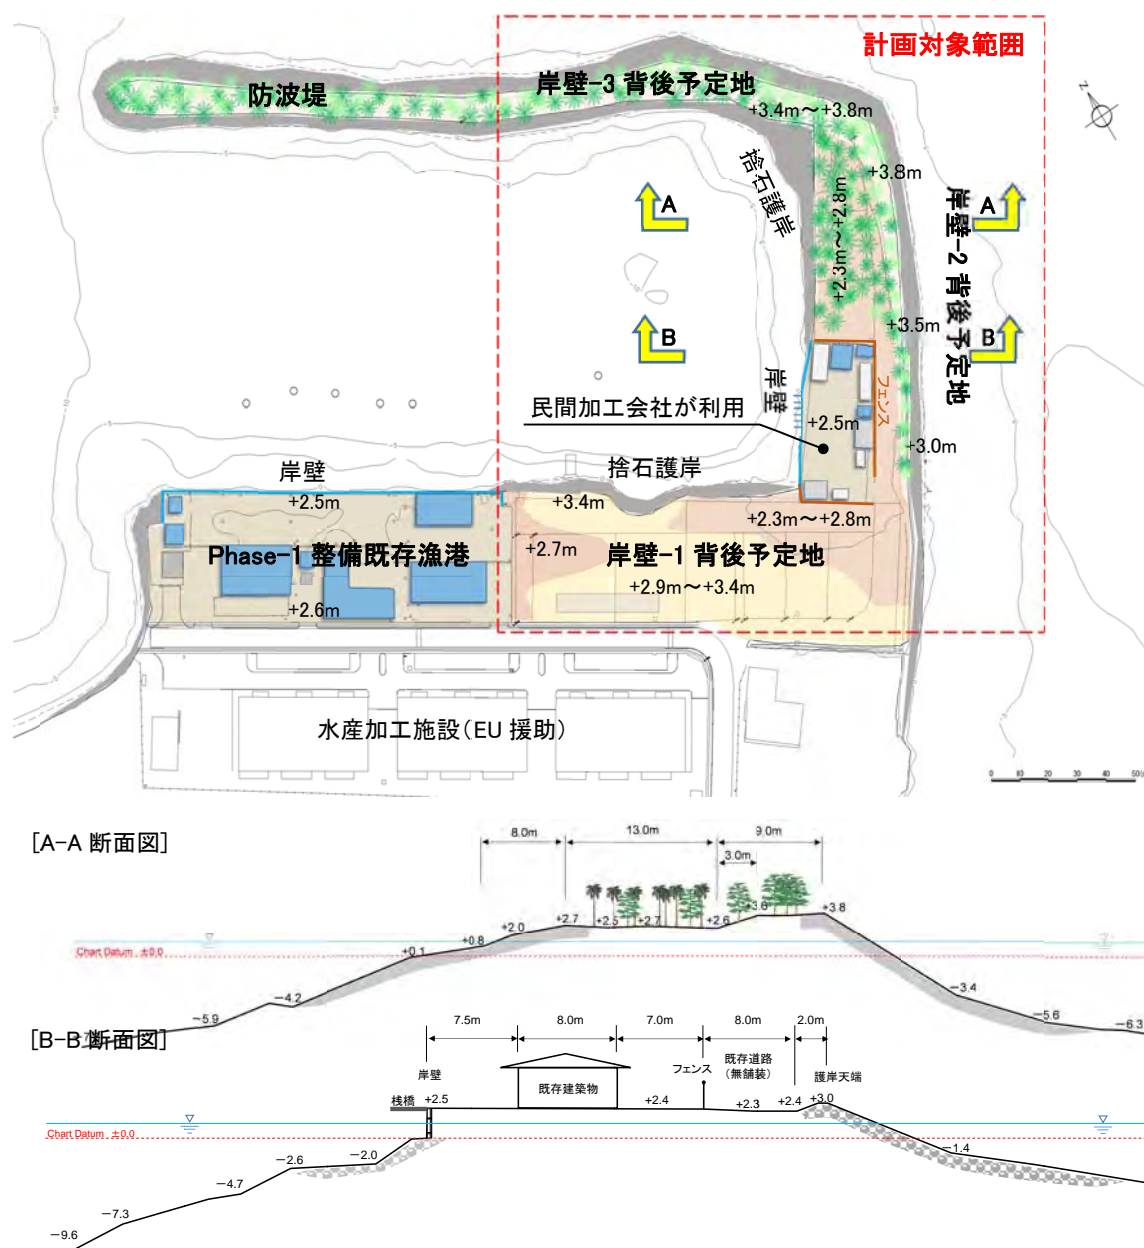 計画対象範囲
防波堤
岸壁-3 背後予定地
+3.4m～+3.8m
N
捨石護岸
+3.8m
+2.3m～+2.8m
岸壁-2 背後予定地
A
A
B
B
+3.5m
フェンス
岸壁
民間加工会社が利用
+2.5m
+3.0m
岸壁
捨石護岸
+2.5m
+3.4m
+2.3m～+2.8m
Phase-1 整備既存漁港
+2.7m
岸壁-1 背後予定地
+2.9m～+3.4m
+2.6m
水産加工施設(EU 援助)
0 10 20 30 40 50
[A-A 断面図]
8.0m 13.0m 9.0m
3.0m
+0.1 +0.8 +2.0 +2.7 +2.5 +2.7 +2.6 +3.6 +3.8
Chart Datum ±0.0
-5.9 -4.2 -3.4 -5.6 -6.3
[B-B 断面図]
7.5m 8.0m 7.0m 8.0m 2.0m
岸壁 フェンス 既存道路 護岸天端
(無舗装)
既存建築物
桟橋 +2.5 +2.4 +2.3 +2.4 +3.0
Chart Datum ±0.0
-9.6 -7.3 -4.7 -2.6 -2.0 -1.4